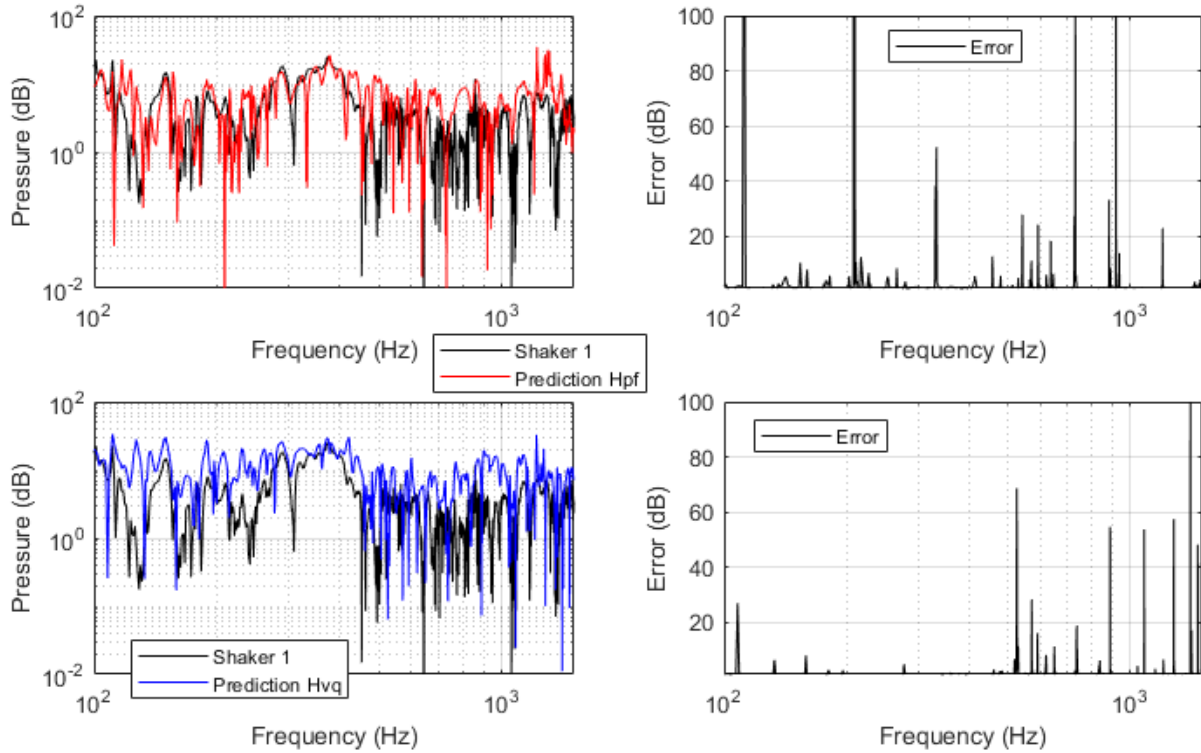 10²
10⁰
10⁻²
Pressure (dB)
10²
10³
Frequency (Hz)
100
80
60
40
20
Error (dB)
Error
10²
10³
Frequency (Hz)
Shaker 1
Prediction Hpf
10²
10⁰
10⁻²
Pressure (dB)
Shaker 1
Prediction Hvq
10²
10³
Frequency (Hz)
100
80
60
40
20
Error (dB)
Error
10²
10³
Frequency (Hz)